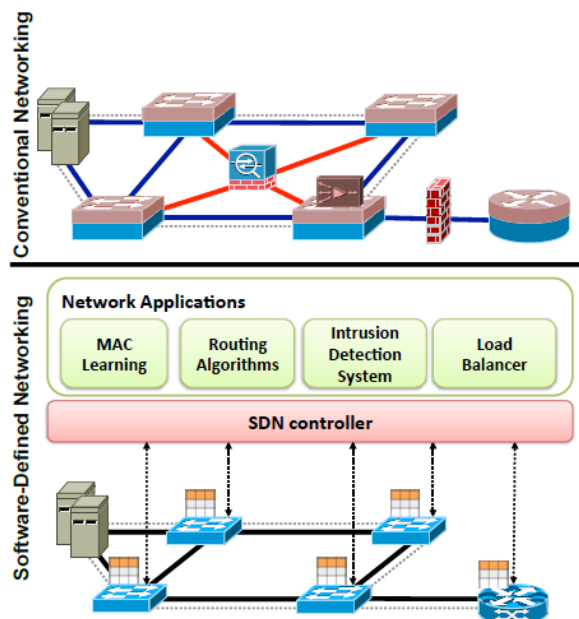 Conventional Networking
Software-Defined Networking
Network Applications
MAC
Learning
Routing
Algorithms
Intrusion
Detection
System
Load
Balancer
SDN controller